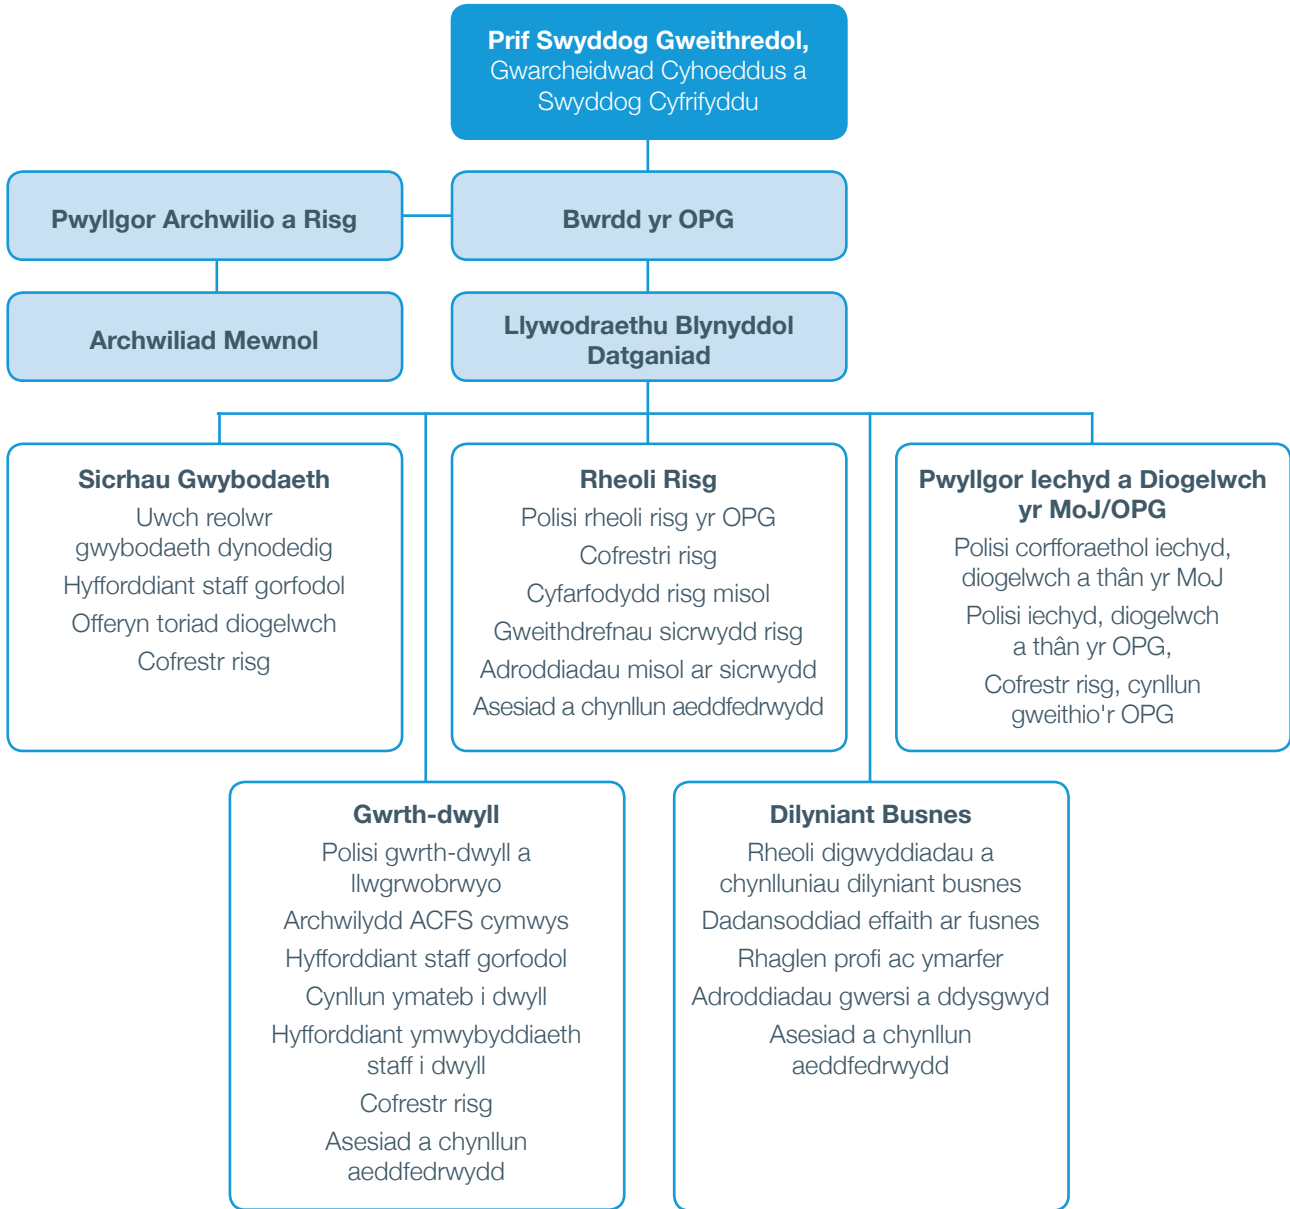 Prif Swyddog Gweithredol,
Gwarcheidwad Cyhoeddus a
Swyddog Cyfrifyddu
Pwyllgor Archwilio a Risg
Bwrdd yr OPG
Archwiliad Mewnol
Llywodraethu Blynyddol
Datganiad
Sicrhau Gwybodaeth
Uwch reolwr
gwybodaeth dynodedig
Hyfforddiant staff gorfodol
Offeryn toriad diogelwch
Cofrestr risg
Rheoli Risg
Polisi rheoli risg yr OPG
Cofrestri risg
Cyfarfodydd risg misol
Gweithdrefnau sicrwydd risg
Adroddiadau misol ar sicrwydd
Asesiad a chynllun aeddfedrwydd
Pwyllgor Iechyd a Diogelwch
yr MoJ/OPG
Polisi corfforaethol iechyd,
diogelwch a thân yr MoJ
Polisi iechyd, diogelwch
a thân yr OPG,
Cofrestr risg, cynllun
gweithio'r OPG
Gwrth-dwyll
Polisi gwrth-dwyll a
llwgrwobrwyo
Archwilydd ACFS cymwys
Hyfforddiant staff gorfodol
Cynllun ymateb i dwyll
Hyfforddiant ymwybyddiaeth
staff i dwyll
Cofrestr risg
Asesiad a chynllun
aeddfedrwydd
Dilyniant Busnes
Rheoli digwyddiadau a
chynlluniau dilyniant busnes
Dadansoddiad effaith ar fusnes
Rhaglen profi ac ymarfer
Adroddiadau gwersi a ddysgwyd
Asesiad a chynllun
aeddfedrwydd